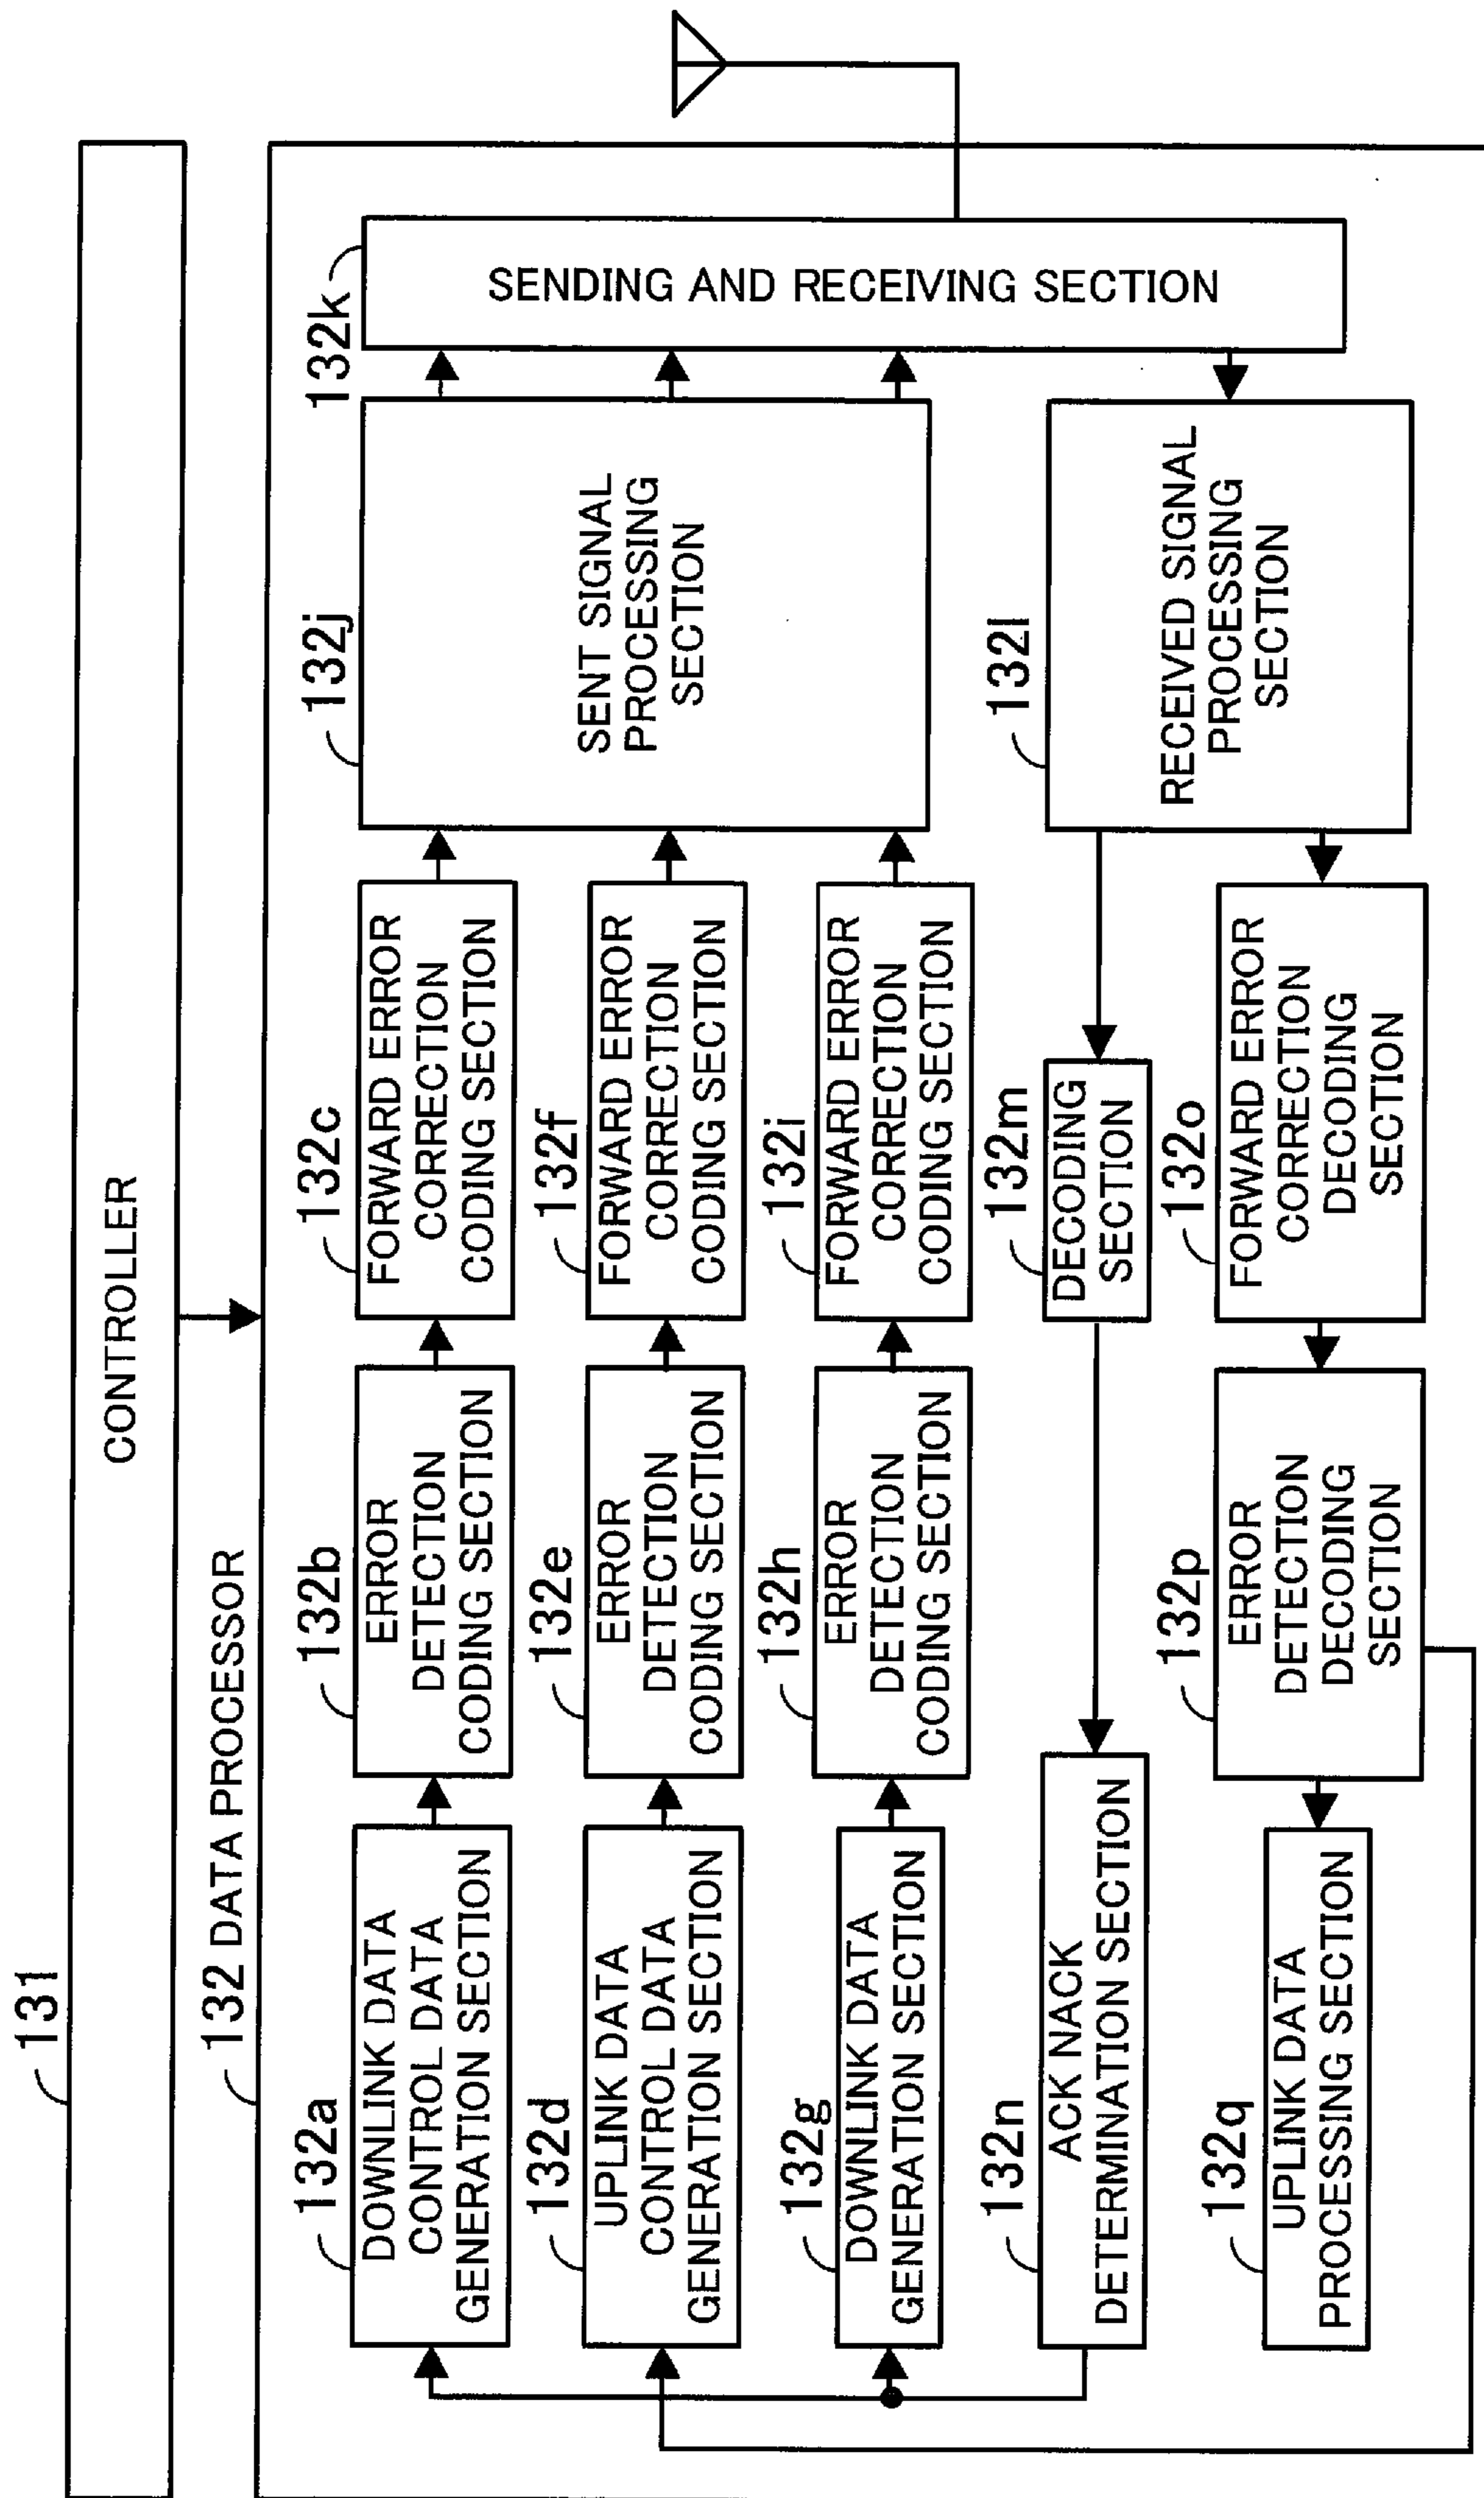 131
CONTROLLER
132 DATA PROCESSOR
132a
DOWNLINK DATA
CONTROL DATA
GENERATION SECTION
132b
ERROR
DETECTION
CODING SECTION
132c
FORWARD ERROR
CORRECTION
CODING SECTION
132j
SENT SIGNAL
PROCESSING
SECTION
132k
SENDING AND RECEIVING SECTION
132d
UPLINK DATA
CONTROL DATA
GENERATION SECTION
132e
ERROR
DETECTION
CODING SECTION
132f
FORWARD ERROR
CORRECTION
CODING SECTION
132g
DOWNLINK DATA
GENERATION SECTION
132h
ERROR
DETECTION
CODING SECTION
132i
FORWARD ERROR
CORRECTION
CODING SECTION
132n
ACK NACK
DETERMINATION SECTION
132m
DECODING
SECTION
132l
RECEIVED SIGNAL
PROCESSING
SECTION
132q
UPLINK DATA
PROCESSING SECTION
132p
ERROR
DETECTION
DECODING
SECTION
132o
FORWARD ERROR
CORRECTION
DECODING
SECTION